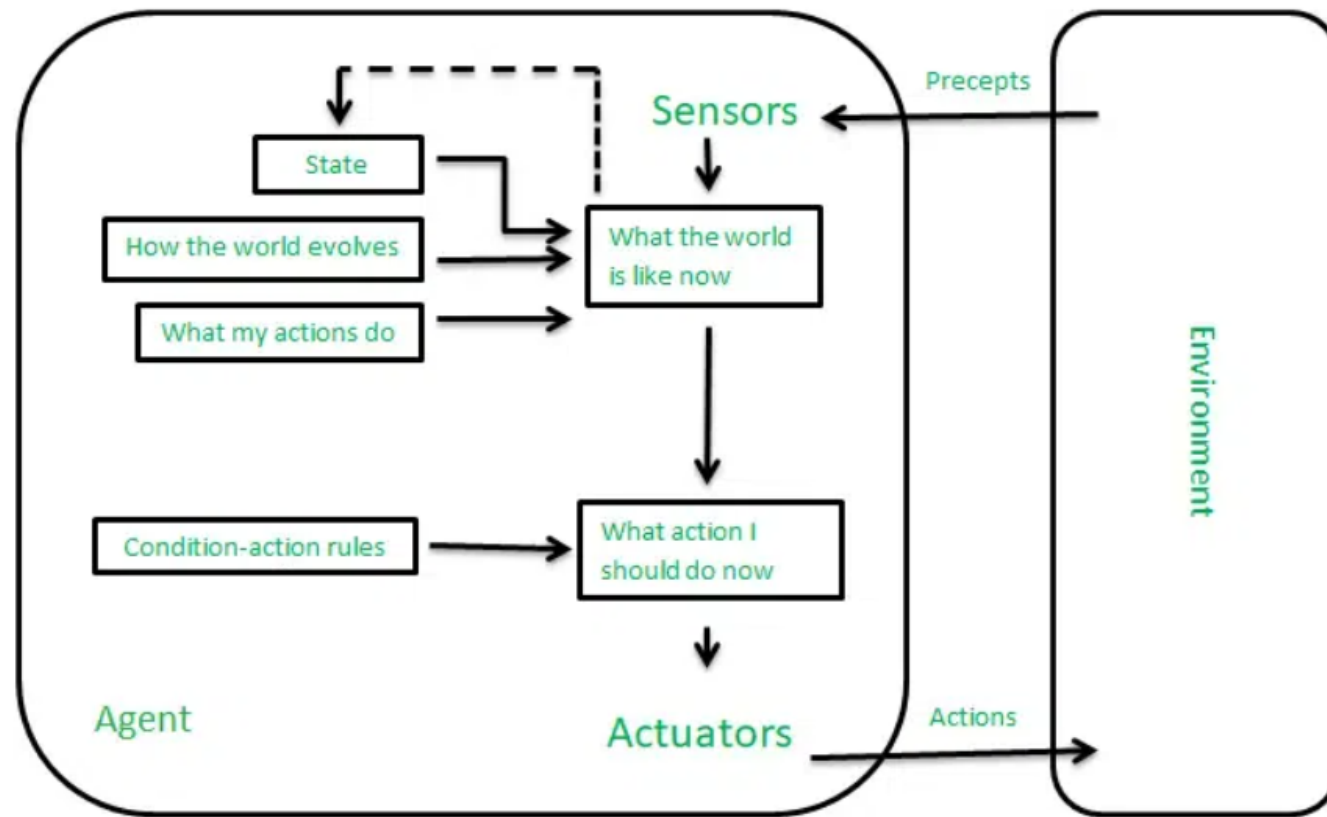 Precepts
Sensors
State
How the world evolves
What the world
is like now
What my actions do
Environment
Condition-action rules
What action I
should do now
Agent
Actuators
Actions